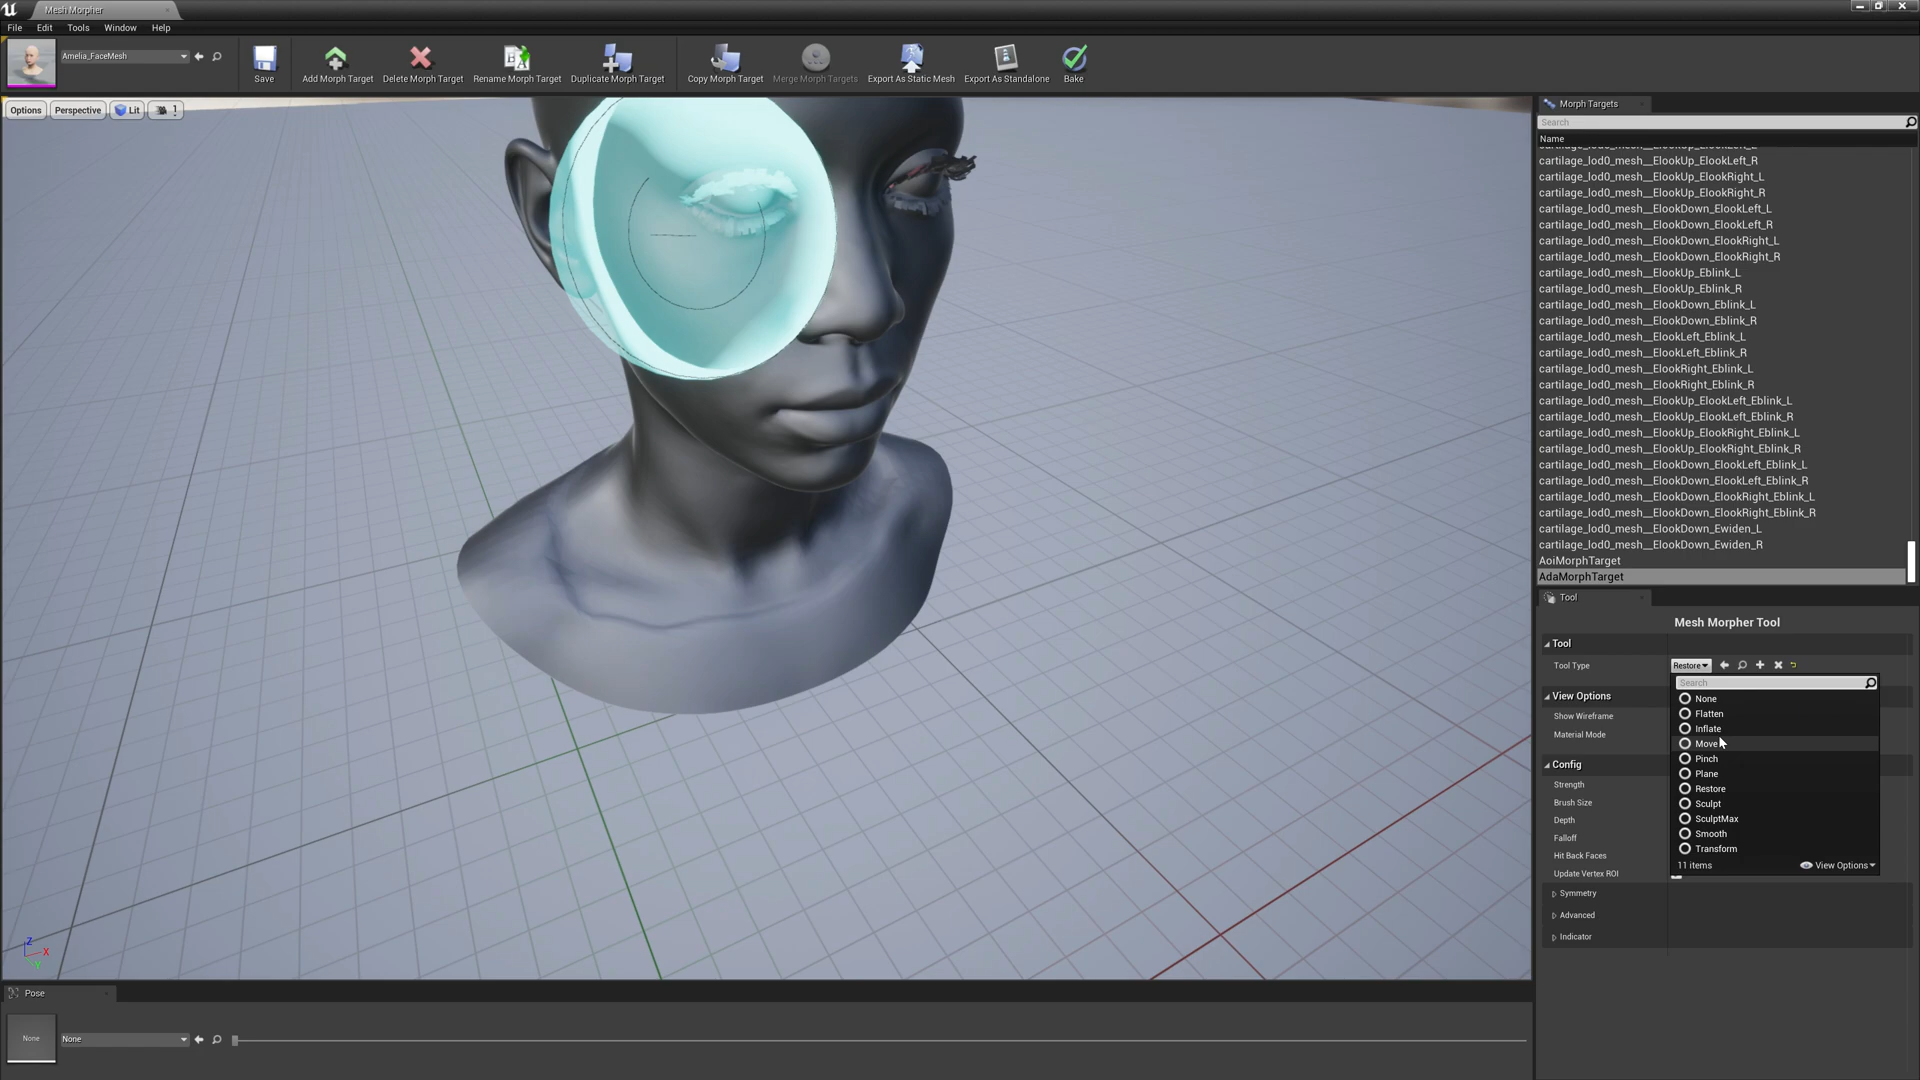 Mesh Morpher
File Edit Tools Window Help
Amelia_FaceMesh
Save
Add Morph Target
Delete Morph Target
Rename Morph Target
Duplicate Morph Target
Copy Morph Target
Merge Morph Targets
Export As Static Mesh
Export As Standalone
Bake
Options
Perspective
Lit
1
Z
X
Y
Pose
None
None
Morph Targets
Search
Name
cartilage_lod0_mesh__ElookUp_ElookLeft_L
cartilage_lod0_mesh__ElookUp_ElookLeft_R
cartilage_lod0_mesh__ElookUp_ElookRight_L
cartilage_lod0_mesh__ElookUp_ElookRight_R
cartilage_lod0_mesh__ElookDown_ElookLeft_L
cartilage_lod0_mesh__ElookDown_ElookLeft_R
cartilage_lod0_mesh__ElookDown_ElookRight_L
cartilage_lod0_mesh__ElookDown_ElookRight_R
cartilage_lod0_mesh__ElookUp_Eblink_L
cartilage_lod0_mesh__ElookUp_Eblink_R
cartilage_lod0_mesh__ElookDown_Eblink_L
cartilage_lod0_mesh__ElookDown_Eblink_R
cartilage_lod0_mesh__ElookLeft_Eblink_L
cartilage_lod0_mesh__ElookLeft_Eblink_R
cartilage_lod0_mesh__ElookRight_Eblink_L
cartilage_lod0_mesh__ElookRight_Eblink_R
cartilage_lod0_mesh__ElookUp_ElookLeft_Eblink_L
cartilage_lod0_mesh__ElookUp_ElookLeft_Eblink_R
cartilage_lod0_mesh__ElookUp_ElookRight_Eblink_L
cartilage_lod0_mesh__ElookUp_ElookRight_Eblink_R
cartilage_lod0_mesh__ElookDown_ElookLeft_Eblink_L
cartilage_lod0_mesh__ElookDown_ElookLeft_Eblink_R
cartilage_lod0_mesh__ElookDown_ElookRight_Eblink_L
cartilage_lod0_mesh__ElookDown_ElookRight_Eblink_R
cartilage_lod0_mesh__ElookDown_Ewiden_L
cartilage_lod0_mesh__ElookDown_Ewiden_R
AoiMorphTarget
AdaMorphTarget
Tool
Mesh Morpher Tool
Tool
Tool Type
Restore
Search
None
Flatten
Inflate
Move
Pinch
Plane
Restore
Sculpt
SculptMax
Smooth
Transform
11 items
View Options
View Options
Show Wireframe
Material Mode
Config
Strength
Brush Size
Depth
Falloff
Hit Back Faces
Update Vertex ROI
Symmetry
Advanced
Indicator